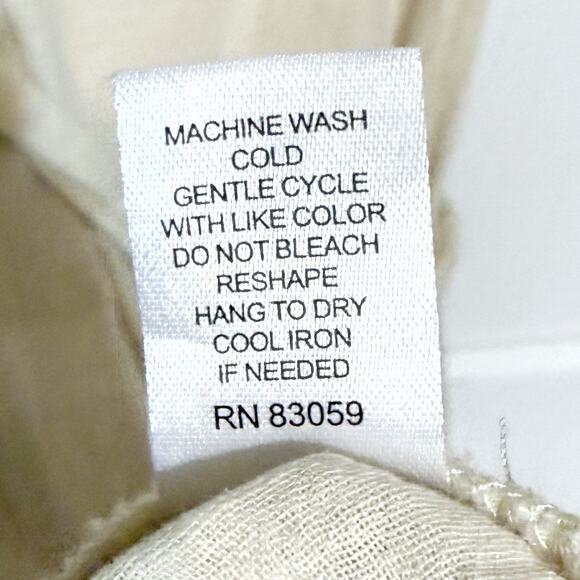 MACHINE WASH
COLD
GENTLE CYCLE
WITH LIKE COLOR
DO NOT BLEACH
RESHAPE
HANG TO DRY
COOL IRON
IF NEEDED
RN 83059